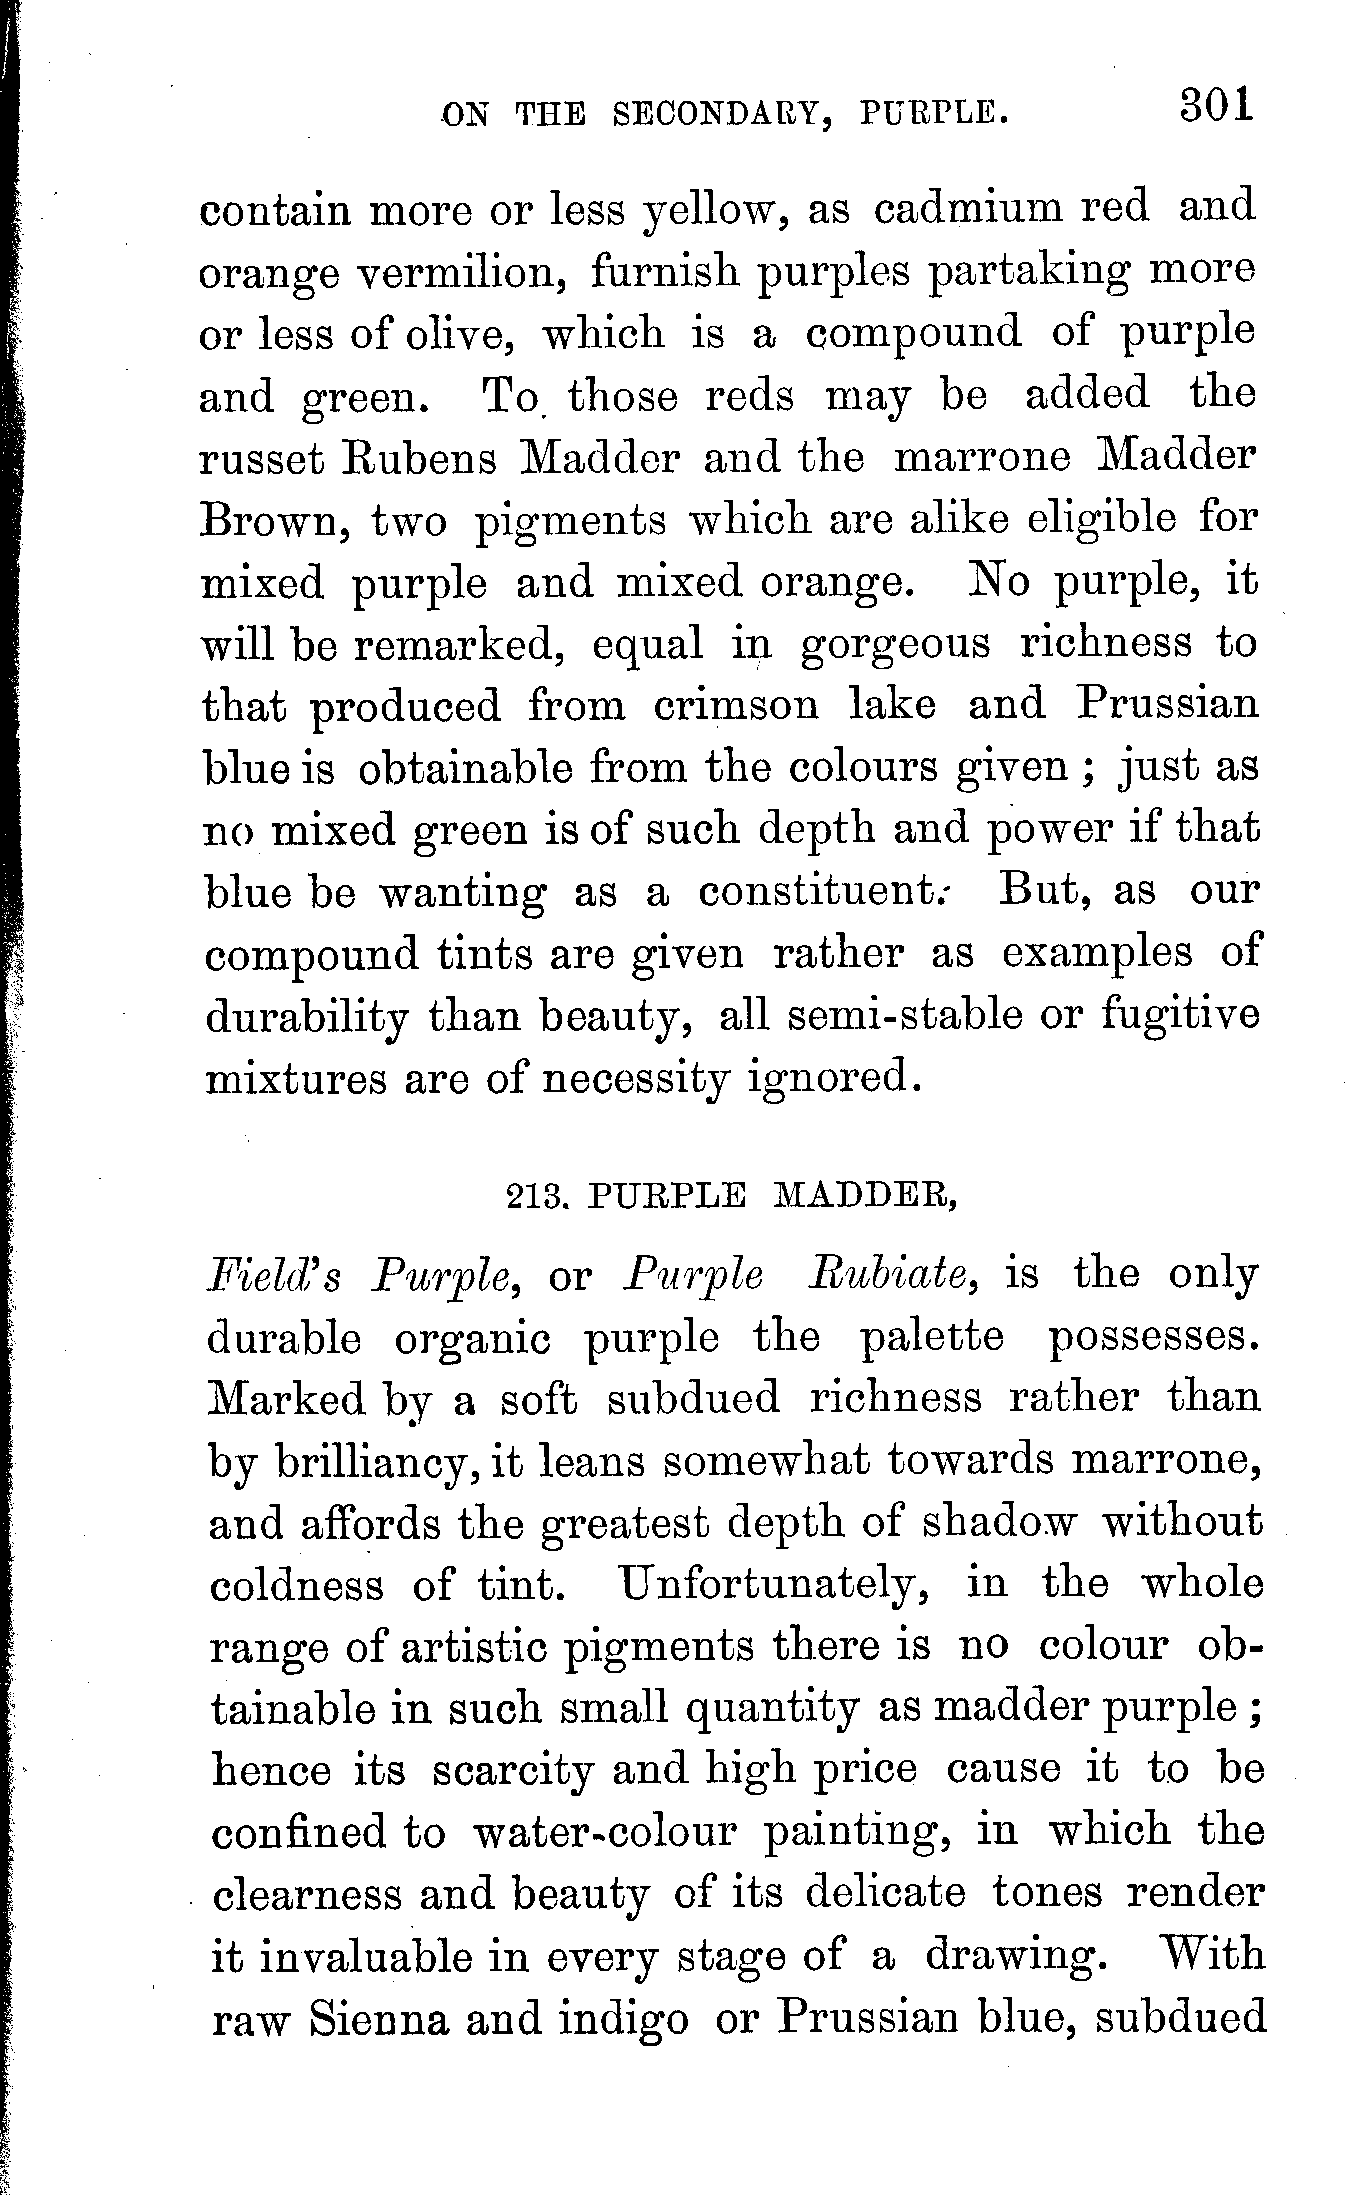 ON THE SECONDARY, PURPLE. 301
contain more or less yellow, as cadmium red and
orange vermilion, furnish purples partaking more
or less of olive, which is a compound of purple
and green. To those reds may be added the
russet Rubens Madder and the marrone Madder
Brown, two pigments which are alike eligible for
mixed purple and mixed orange. No purple, it
will be remarked, equal in gorgeous richness to
that produced from crimson lake and Prussian
blue is obtainable from the colours given ; just as
no mixed green is of such depth and power if that
blue be wanting as a constituent. But, as our
compound tints are given rather as examples of
durability than beauty, all semi-stable or fugitive
mixtures are of necessity ignored.
213. PURPLE MADDER,
Field's Purple, or Purple Rubiate, is the only
durable organic purple the palette possesses.
Marked by a soft subdued richness rather than
by brilliancy, it leans somewhat towards marrone,
and affords the greatest depth of shadow without
coldness of tint. Unfortunately, in the whole
range of artistic pigments there is no colour ob-
tainable in such small quantity as madder purple ;
hence its scarcity and high price cause it to be
confined to water-colour painting, in which the
clearness and beauty of its delicate tones render
it invaluable in every stage of a drawing. With
raw Sienna and indigo or Prussian blue, subdued